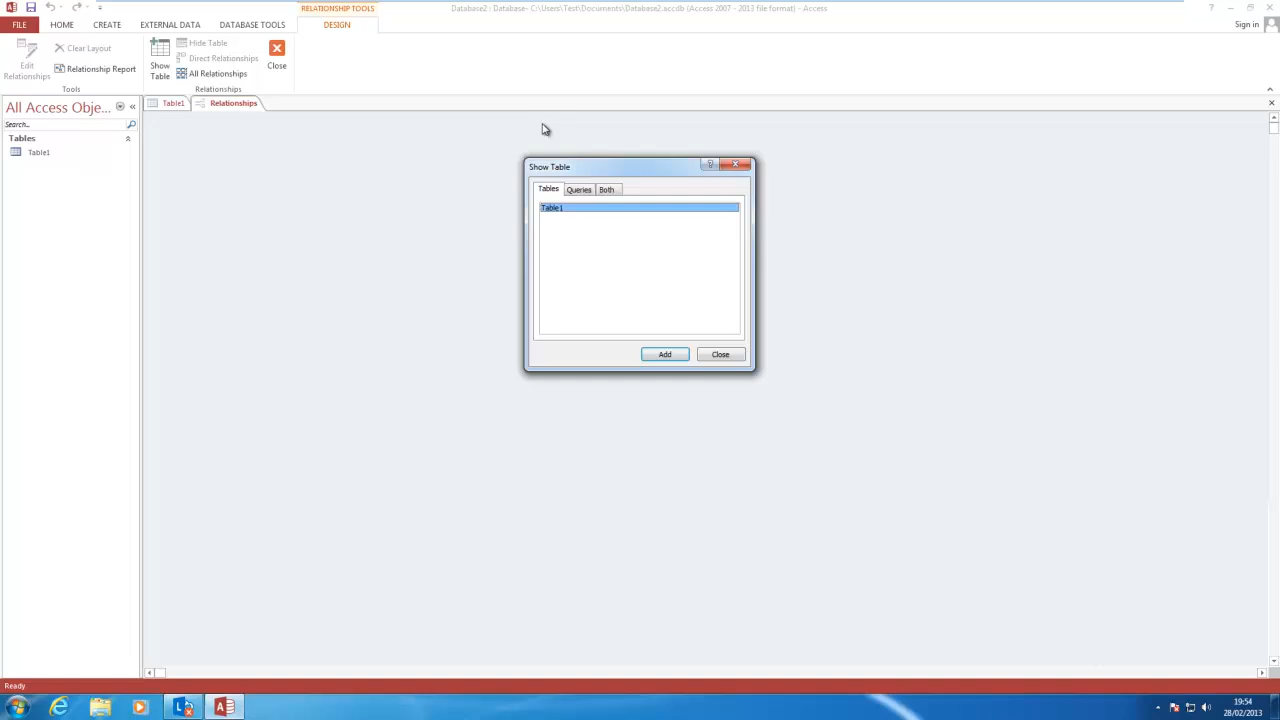 RELATIONSHIP TOOLS
Database2 : Database- C:\Users\Test\Documents\Database2.accdb (Access 2007 - 2013 file format) - Access
?
FILE HOME CREATE EXTERNAL DATA DATABASE TOOLS DESIGN
Sign in
Edit Relationships
Clear Layout
Relationship Report
Tools
Show Table
Hide Table
Direct Relationships
All Relationships
Relationships
Close
All Access Obje... «
Search...
Tables
Table1
Table1 Relationships
Show Table
?
Tables Queries Both
Table1
Add Close
Ready
19:54
28/02/2013